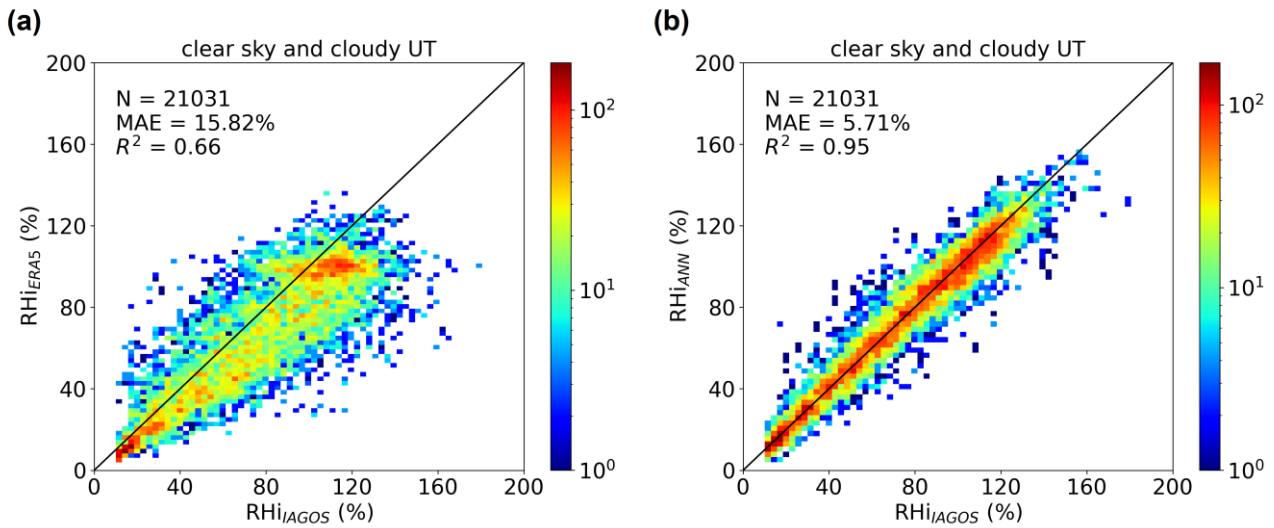 (a)
clear sky and cloudy UT
N = 21031
MAE = 15.82%
R² = 0.66
200
160
120
80
40
0
RHi_ERA5 (%)
0 40 80 120 160 200
RHi_IAGOS (%)
10²
10¹
10⁰
(b)
clear sky and cloudy UT
N = 21031
MAE = 5.71%
R² = 0.95
200
160
120
80
40
0
RHi_ANN (%)
0 40 80 120 160 200
RHi_IAGOS (%)
10²
10¹
10⁰